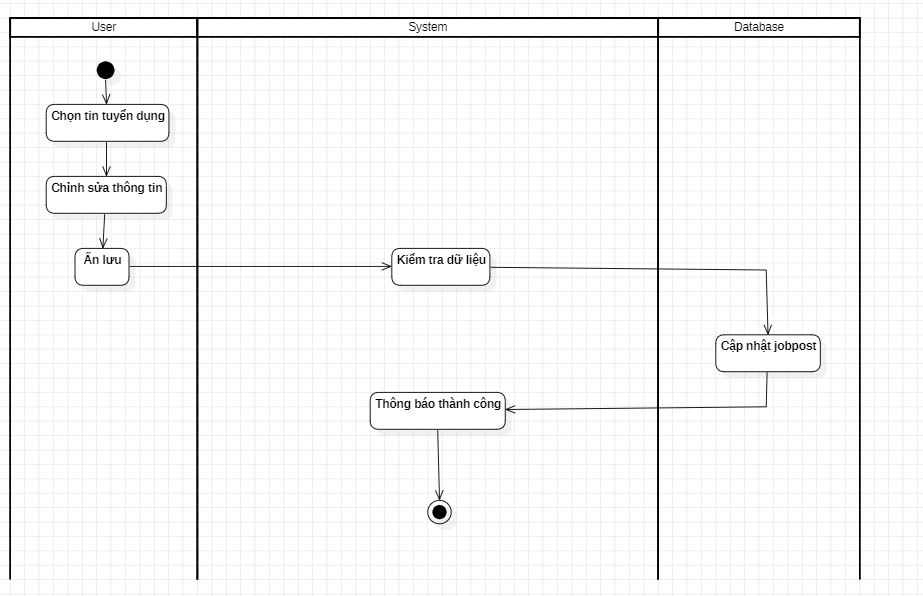 User
System
Database
Chọn tin tuyển dụng
Chỉnh sửa thông tin
Ấn lưu
Kiểm tra dữ liệu
Cập nhật jobpost
Thông báo thành công